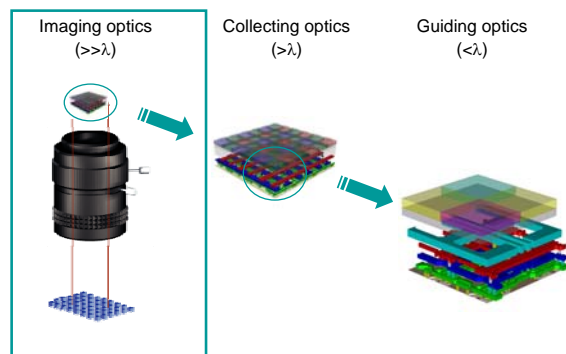 Imaging optics
(>>λ)
Collecting optics
(>λ)
Guiding optics
(<λ)